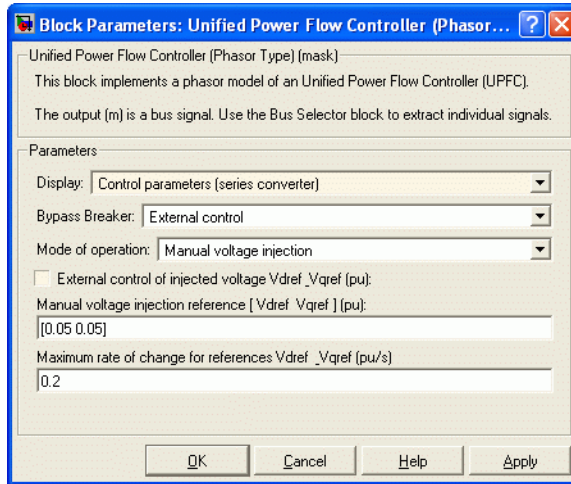 Block Parameters: Unified Power Flow Controller (Phasor...
Unified Power Flow Controller (Phasor Type) (mask)
This block implements a phasor model of an Unified Power Flow Controller (UPFC).
The output (m) is a bus signal. Use the Bus Selector block to extract individual signals.
Parameters
Display: Control parameters (series converter)
Bypass Breaker: External control
Mode of operation: Manual voltage injection
External control of injected voltage Vdref_Vqref (pu):
Manual voltage injection reference [ Vdref Vqref ] (pu):
[0.05 0.05]
Maximum rate of change for references Vdref_Vqref (pu/s)
0.2
OK Cancel Help Apply